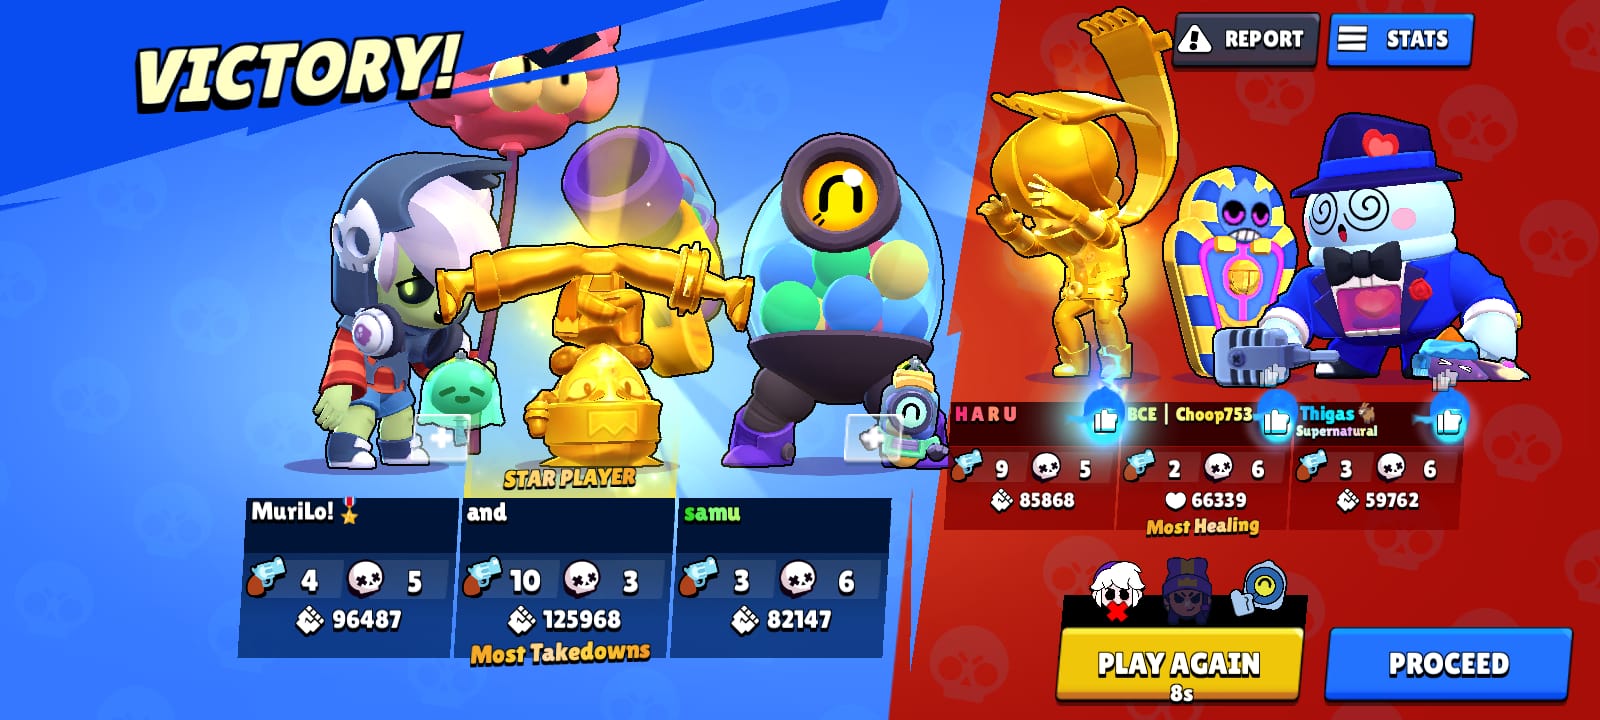 VICTORY!
REPORT
STATS
STAR PLAYER
MuriLo!
4 5
96487
and
10 3
125968
Most Takedowns
samu
3 6
82147
HARU
9 5
85868
BCE | Choop753
2 6
66339
Most Healing
Thigas
Supernatural
3 6
59762
PLAY AGAIN
8s
PROCEED